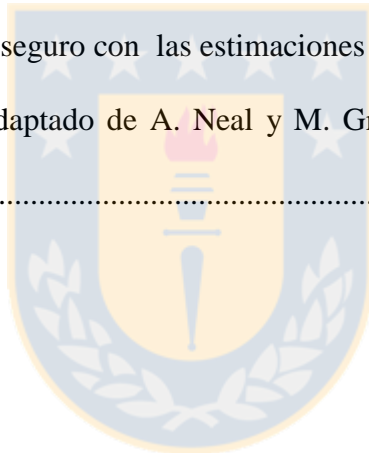 seguro con las estimaciones
daptado de A. Neal y M. Gr
......................................................